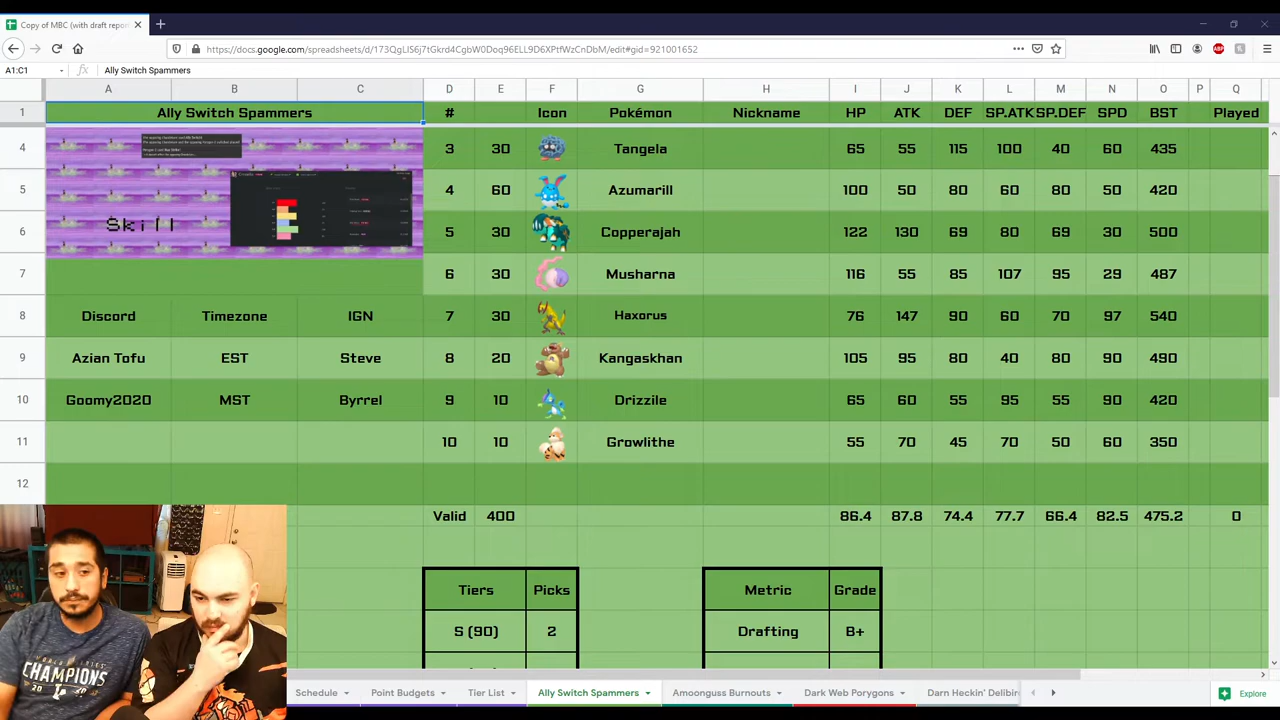 Copy of MBC (with draft repor
https://docs.google.com/spreadsheets/d/173QgLIS6j7tGkrd4CgbW0Doq96ELL9D6XPtfWzCnDbM/edit#gid=921001652
A1:C1 Ally Switch Spammers
A B C D E F G H I J K L M N O P Q
1 Ally Switch Spammers # Icon Pokémon Nickname HP ATK DEF SP.ATK SP.DEF SPD BST Played
4 3 30 Tangela 65 55 115 100 40 60 435
5 4 60 Azumarill 100 50 80 60 80 50 420
Skill
6 5 30 Copperajah 122 130 69 80 69 30 500
7 6 30 Musharna 116 55 85 107 95 29 487
8 Discord Timezone IGN 7 30 Haxorus 76 147 90 60 70 97 540
9 Azian Tofu EST Steve 8 20 Kangaskhan 105 95 80 40 80 90 490
10 Goomy2020 MST Byrrel 9 10 Drizzile 65 60 55 95 55 90 420
11 10 10 Growlithe 55 70 45 70 50 60 350
12
Valid 400 86.4 87.8 74.4 77.7 66.4 82.5 475.2 0
Tiers Picks Metric Grade
S (90) 2 Drafting B+
WORLD SERIES
CHAMPIONS
Schedule Point Budgets Tier List Ally Switch Spammers Amoonguss Burnouts Dark Web Porygons Darn Heckin' Delibir Explore